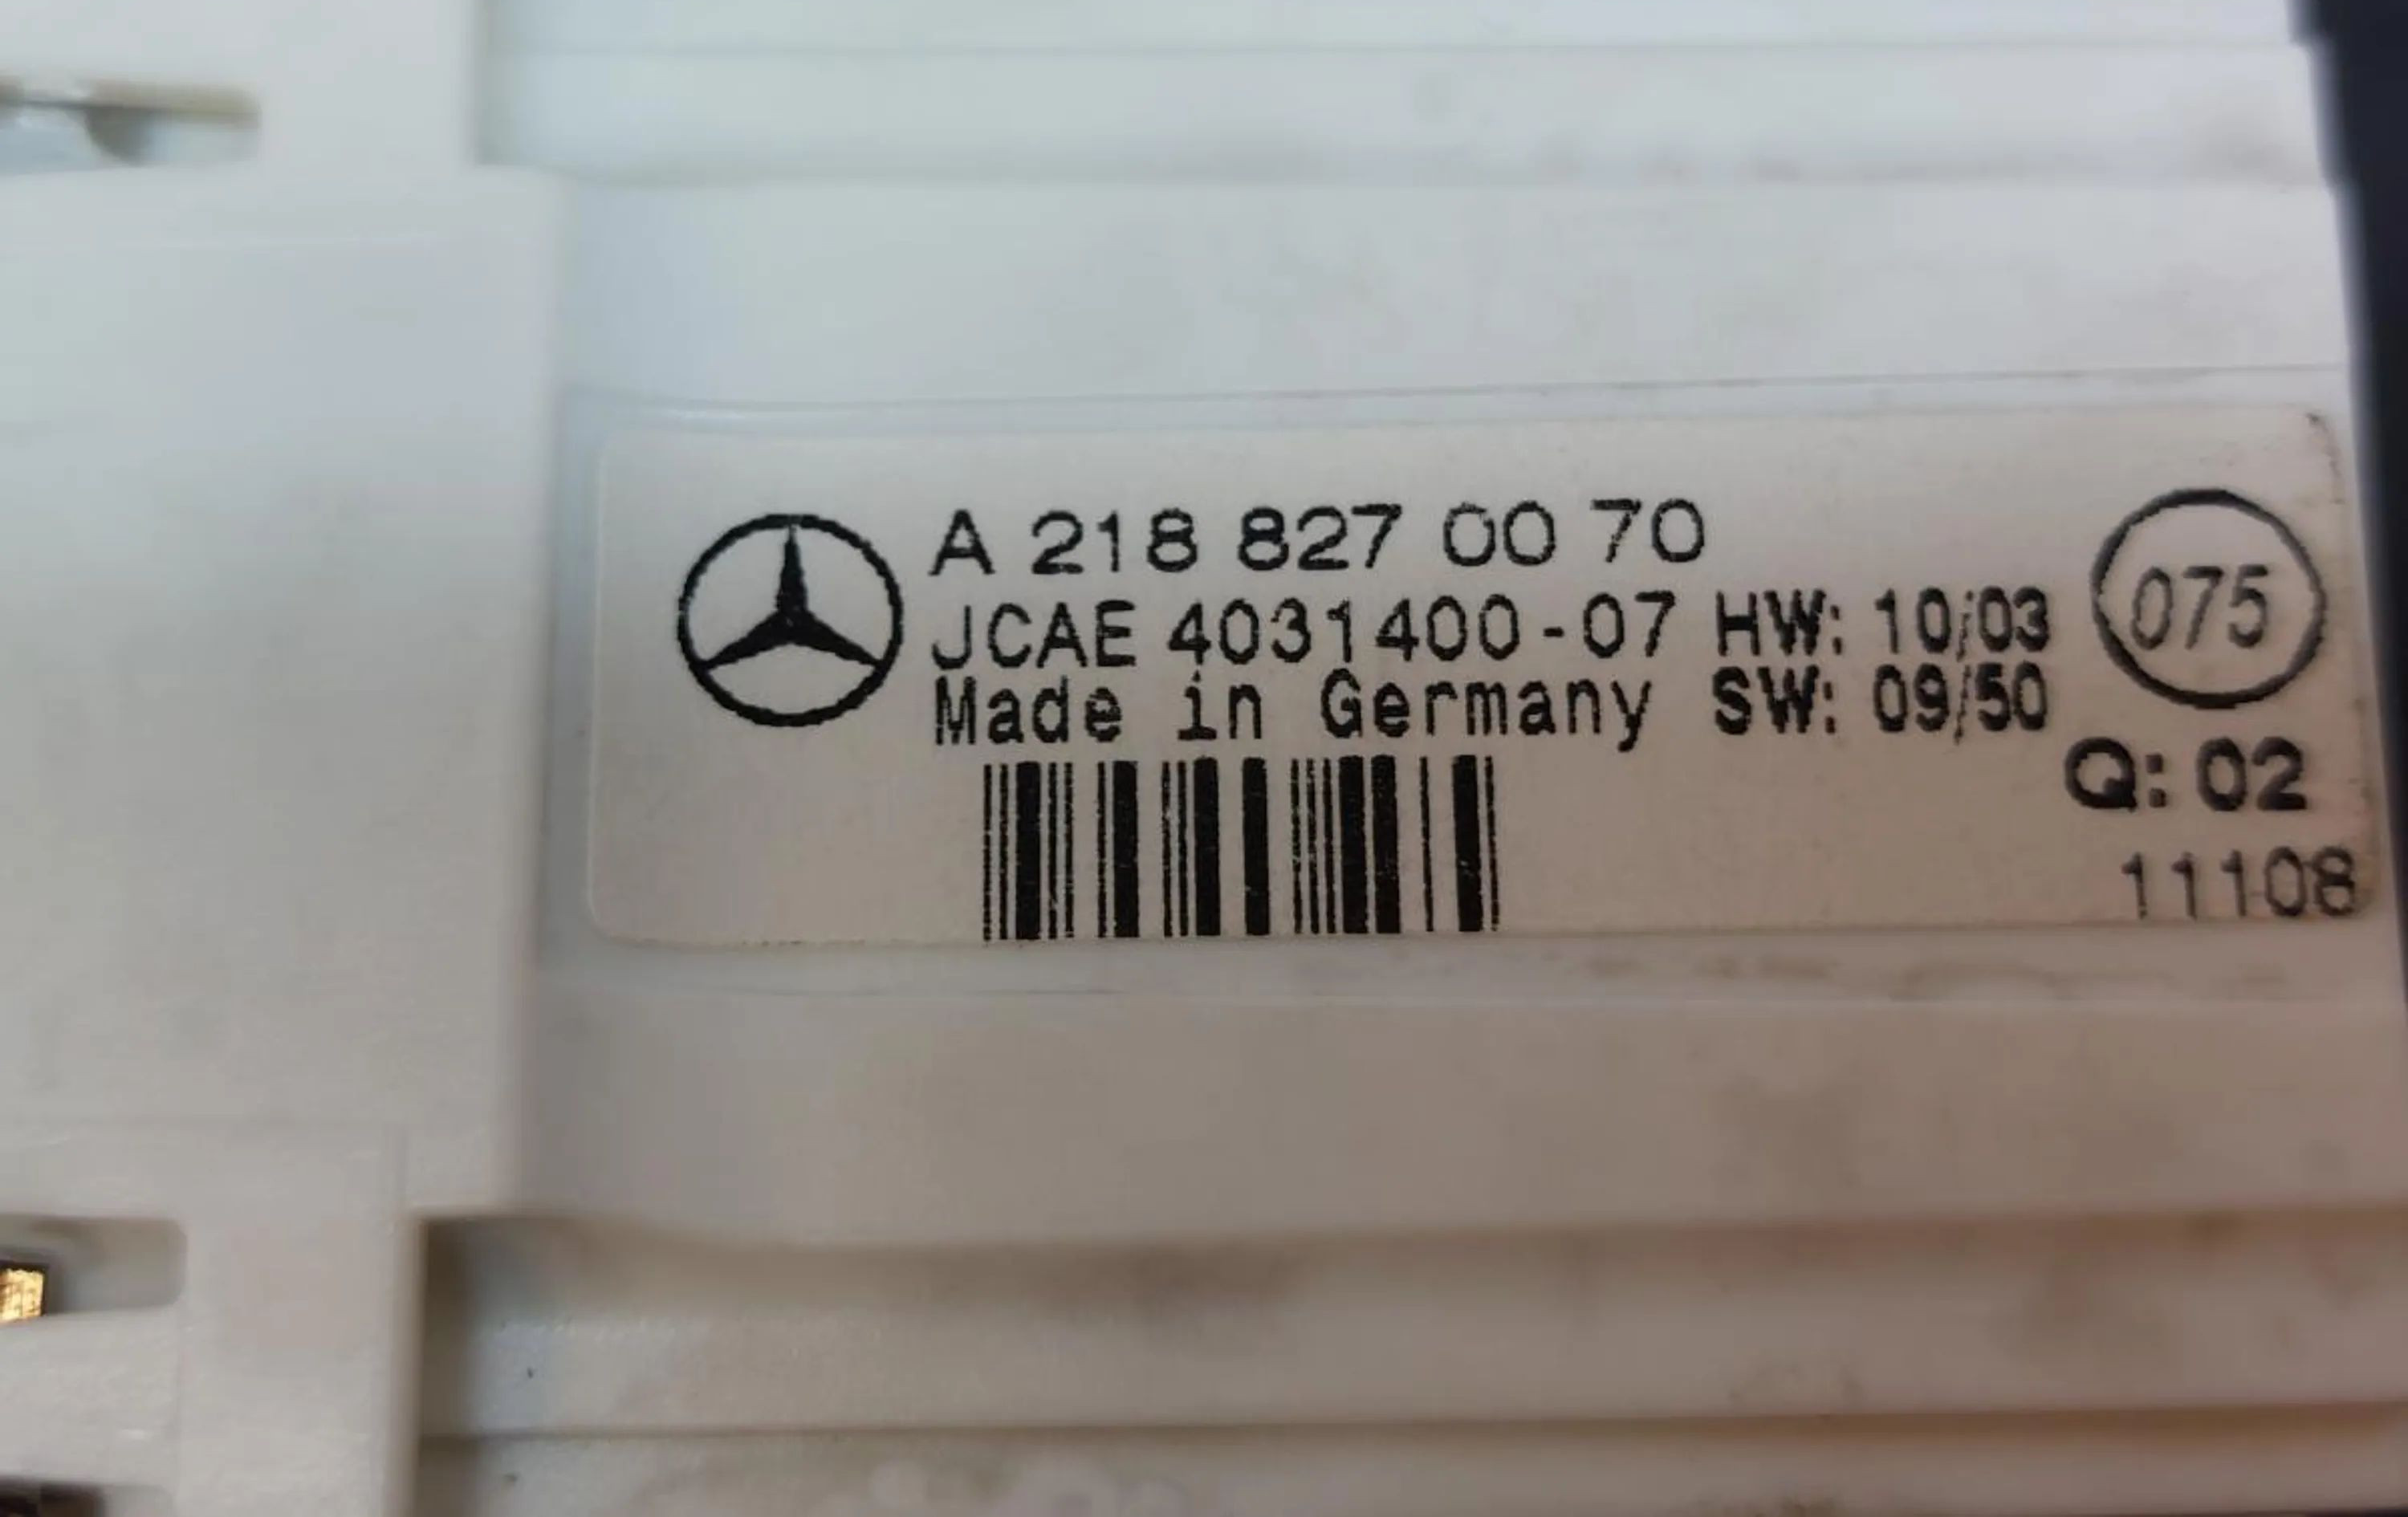 A 218 827 00 70
JCAE 4031400-07 HW: 10/03
Made in Germany SW: 09/50
075
Q: 02
11108